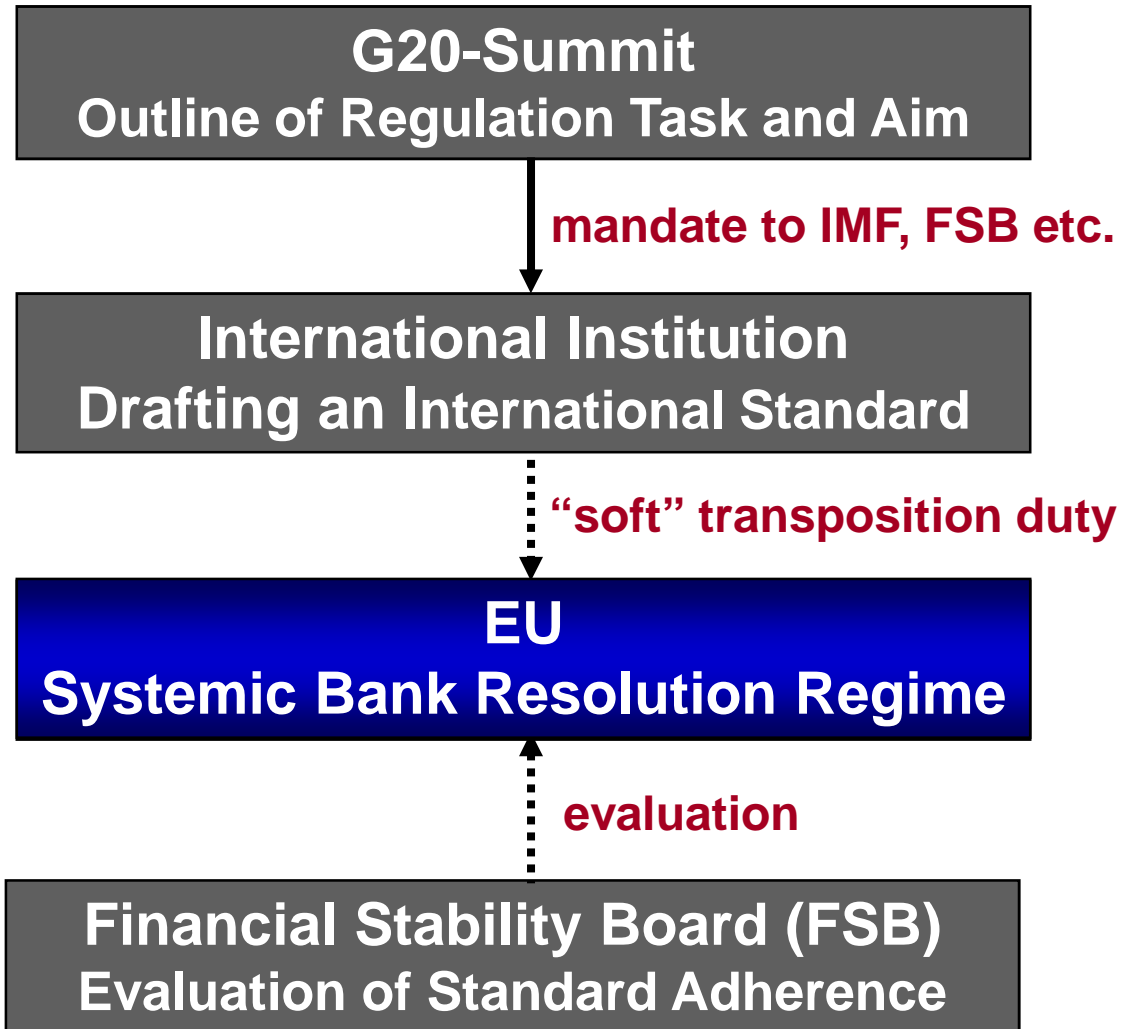 G20-Summit
Outline of Regulation Task and Aim
mandate to IMF, FSB etc.
International Institution
Drafting an International Standard
“soft” transposition duty
EU
Systemic Bank Resolution Regime
evaluation
Financial Stability Board (FSB)
Evaluation of Standard Adherence